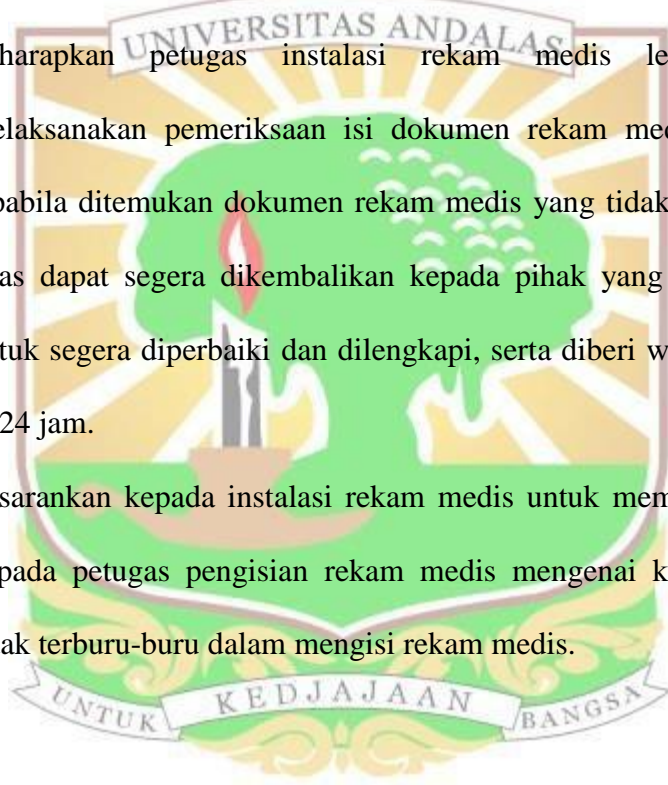 UNIVERSITAS ANDALAS
harapkan petugas instalasi rekam medis le
elaksanakan pemeriksaan isi dokumen rekam med
abila ditemukan dokumen rekam medis yang tidak
as dapat segera dikembalikan kepada pihak yang
tuk segera diperbaiki dan dilengkapi, serta diberi w
24 jam.
sarankan kepada instalasi rekam medis untuk mem
pada petugas pengisian rekam medis mengenai k
ak terburu-buru dalam mengisi rekam medis.
UNTUK KEDJAJAAN BANGSA